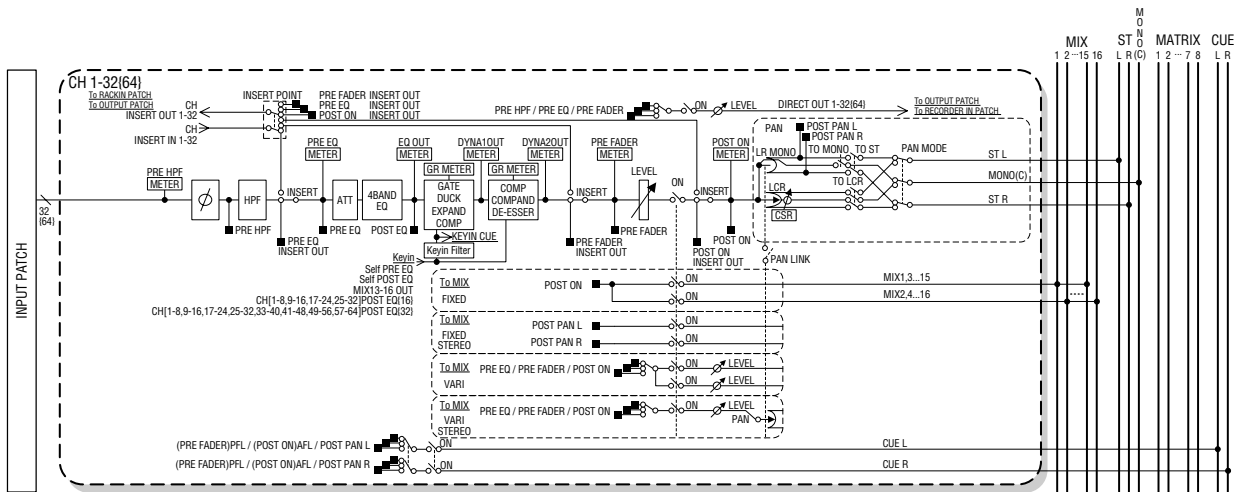 MONO(C)
MIX
ST
MATRIX
CUE
1 2 ··· 15 16
L R (C)
1 2 ··· 7 8
L R
INPUT PATCH
CH 1-32{64}
To RACKIN PATCH
To OUTPUT PATCH
CH
INSERT OUT 1-32
CH
INSERT IN 1-32
INSERT POINT
PRE FADER INSERT OUT
PRE EQ INSERT OUT
POST ON INSERT OUT
PRE HPF / PRE EQ / PRE FADER
ON
LEVEL
DIRECT OUT 1-32{64}
To OUTPUT PATCH
To RECORDER IN PATCH
PAN
POST PAN L
POST PAN R
LR MONO
TO MONO
TO ST
PAN MODE
LCR
TO LCR
CSR
ST L
MONO(C)
ST R
PRE HPF
METER
PRE EQ
METER
EQ OUT
METER
DYNA1OUT
METER
DYNA2OUT
METER
PRE FADER
METER
LEVEL
ON
POST ON
METER
GR METER
GR METER
32
{64}
HPF
INSERT
ATT
4BAND
EQ
GATE
DUCK
EXPAND
COMP
COMP
COMPAND
DE-ESSER
INSERT
INSERT
PRE HPF
PRE EQ
INSERT OUT
PRE EQ
POST EQ
KEYIN CUE
Keyin Filter
PRE FADER
INSERT OUT
PRE FADER
POST ON
INSERT OUT
POST ON
PAN LINK
Keyin
Self PRE EQ
Self POST EQ
MIX13-16 OUT
CH[1-8,9-16,17-24,25-32]POST EQ(16)
CH[1-8,9-16,17-24,25-32,33-40,41-48,49-56,57-64]POST EQ{32}
To MIX
FIXED
POST ON
ON
ON
MIX1,3...15
MIX2,4...16
To MIX
FIXED
STEREO
POST PAN L
POST PAN R
ON
ON
To MIX
VARI
PRE EQ / PRE FADER / POST ON
ON
LEVEL
ON
LEVEL
To MIX
VARI
STEREO
PRE EQ / PRE FADER / POST ON
ON
LEVEL
PAN
(PRE FADER)PFL / (POST ON)AFL / POST PAN L
ON
CUE L
(PRE FADER)PFL / (POST ON)AFL / POST PAN R
ON
CUE R